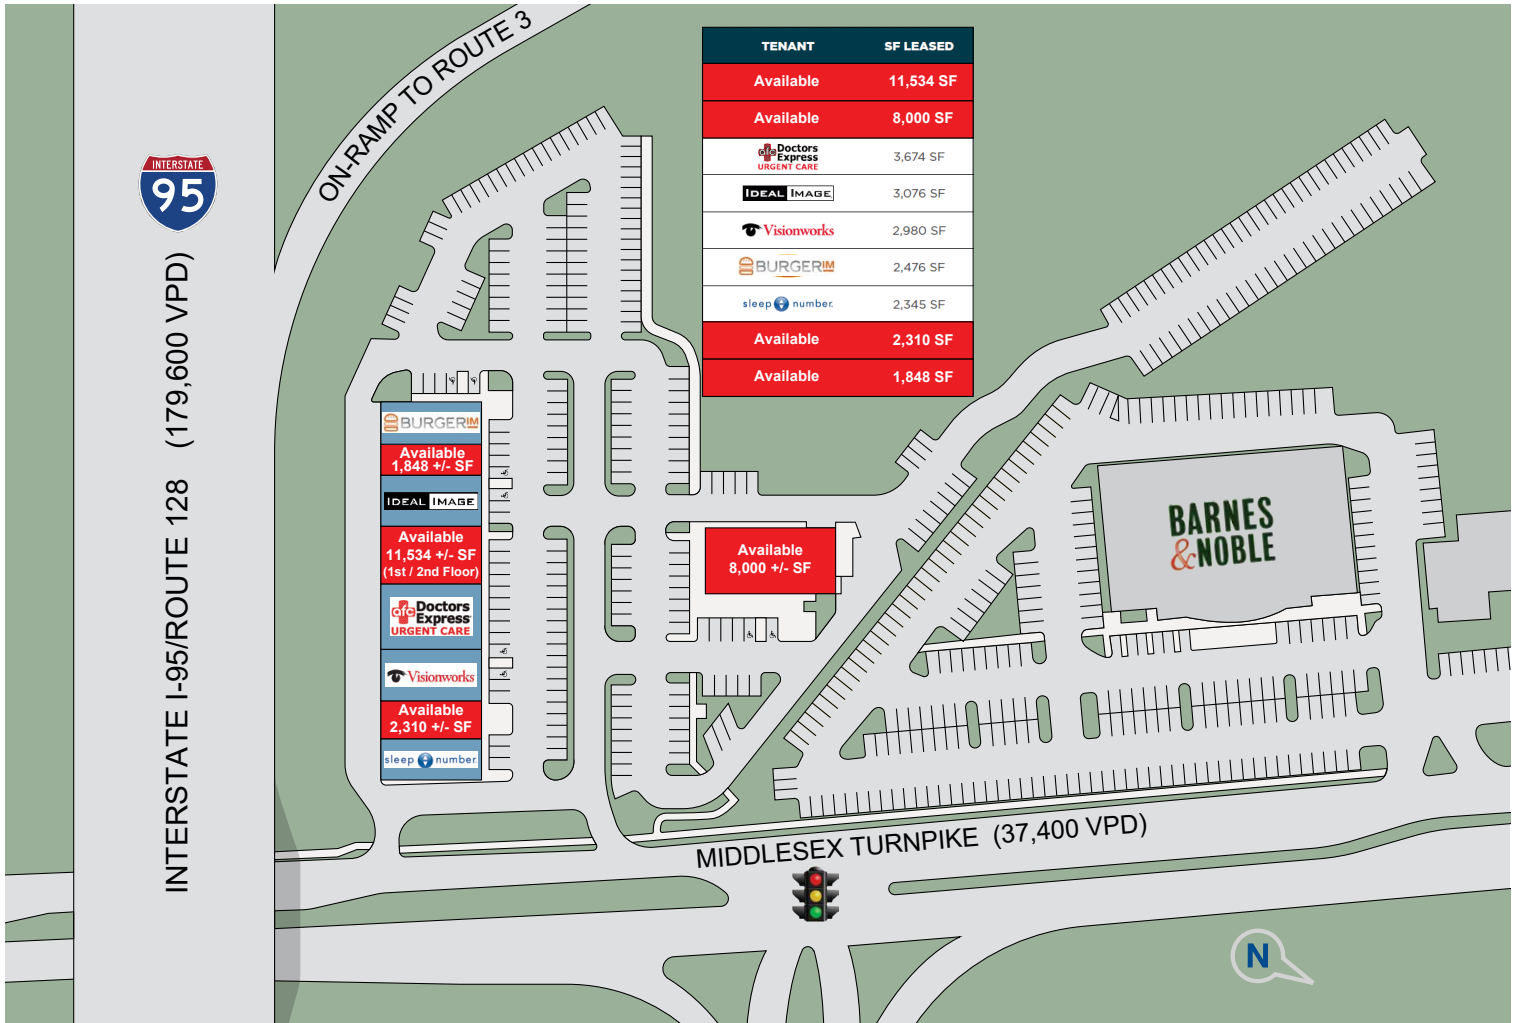 ON-RAMP TO ROUTE 3
INTERSTATE
95
INTERSTATE I-95/ROUTE 128 (179,600 VPD)
TENANT SF LEASED
Available 11,534 SF
Available 8,000 SF
afc Doctors
Express
URGENT CARE
3,674 SF
IDEAL IMAGE 3,076 SF
Visionworks 2,980 SF
BURGERIM 2,476 SF
sleep number. 2,345 SF
Available 2,310 SF
Available 1,848 SF
BURGERIM
Available
1,848 +/- SF
IDEAL IMAGE
Available
11,534 +/- SF
(1st / 2nd Floor)
afc Doctors
Express
URGENT CARE
Visionworks
Available
2,310 +/- SF
sleep number.
Available
8,000 +/- SF
BARNES
&NOBLE
MIDDLESEX TURNPIKE (37,400 VPD)
N